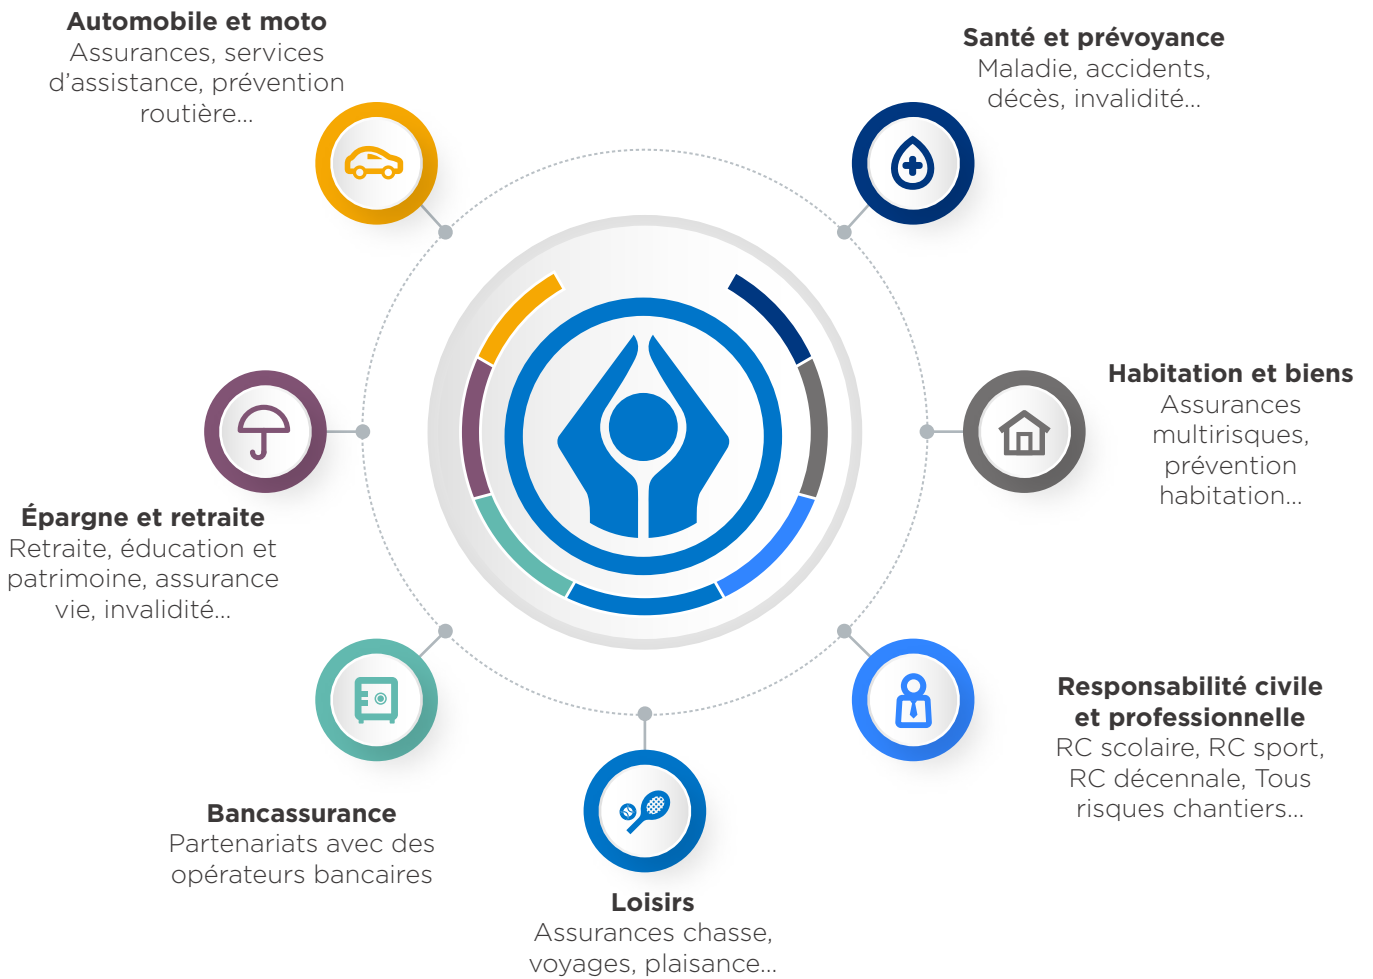 Automobile et moto
Assurances, services
d’assistance, prévention
routière...
Santé et prévoyance
Maladie, accidents,
décès, invalidité...
Habitation et biens
Assurances
multirisques,
prévention
habitation...
Épargne et retraite
Retraite, éducation et
patrimoine, assurance
vie, invalidité...
Responsabilité civile
et professionnelle
RC scolaire, RC sport,
RC décennale, Tous
risques chantiers...
Bancassurance
Partenariats avec des
opérateurs bancaires
Loisirs
Assurances chasse,
voyages, plaisance...